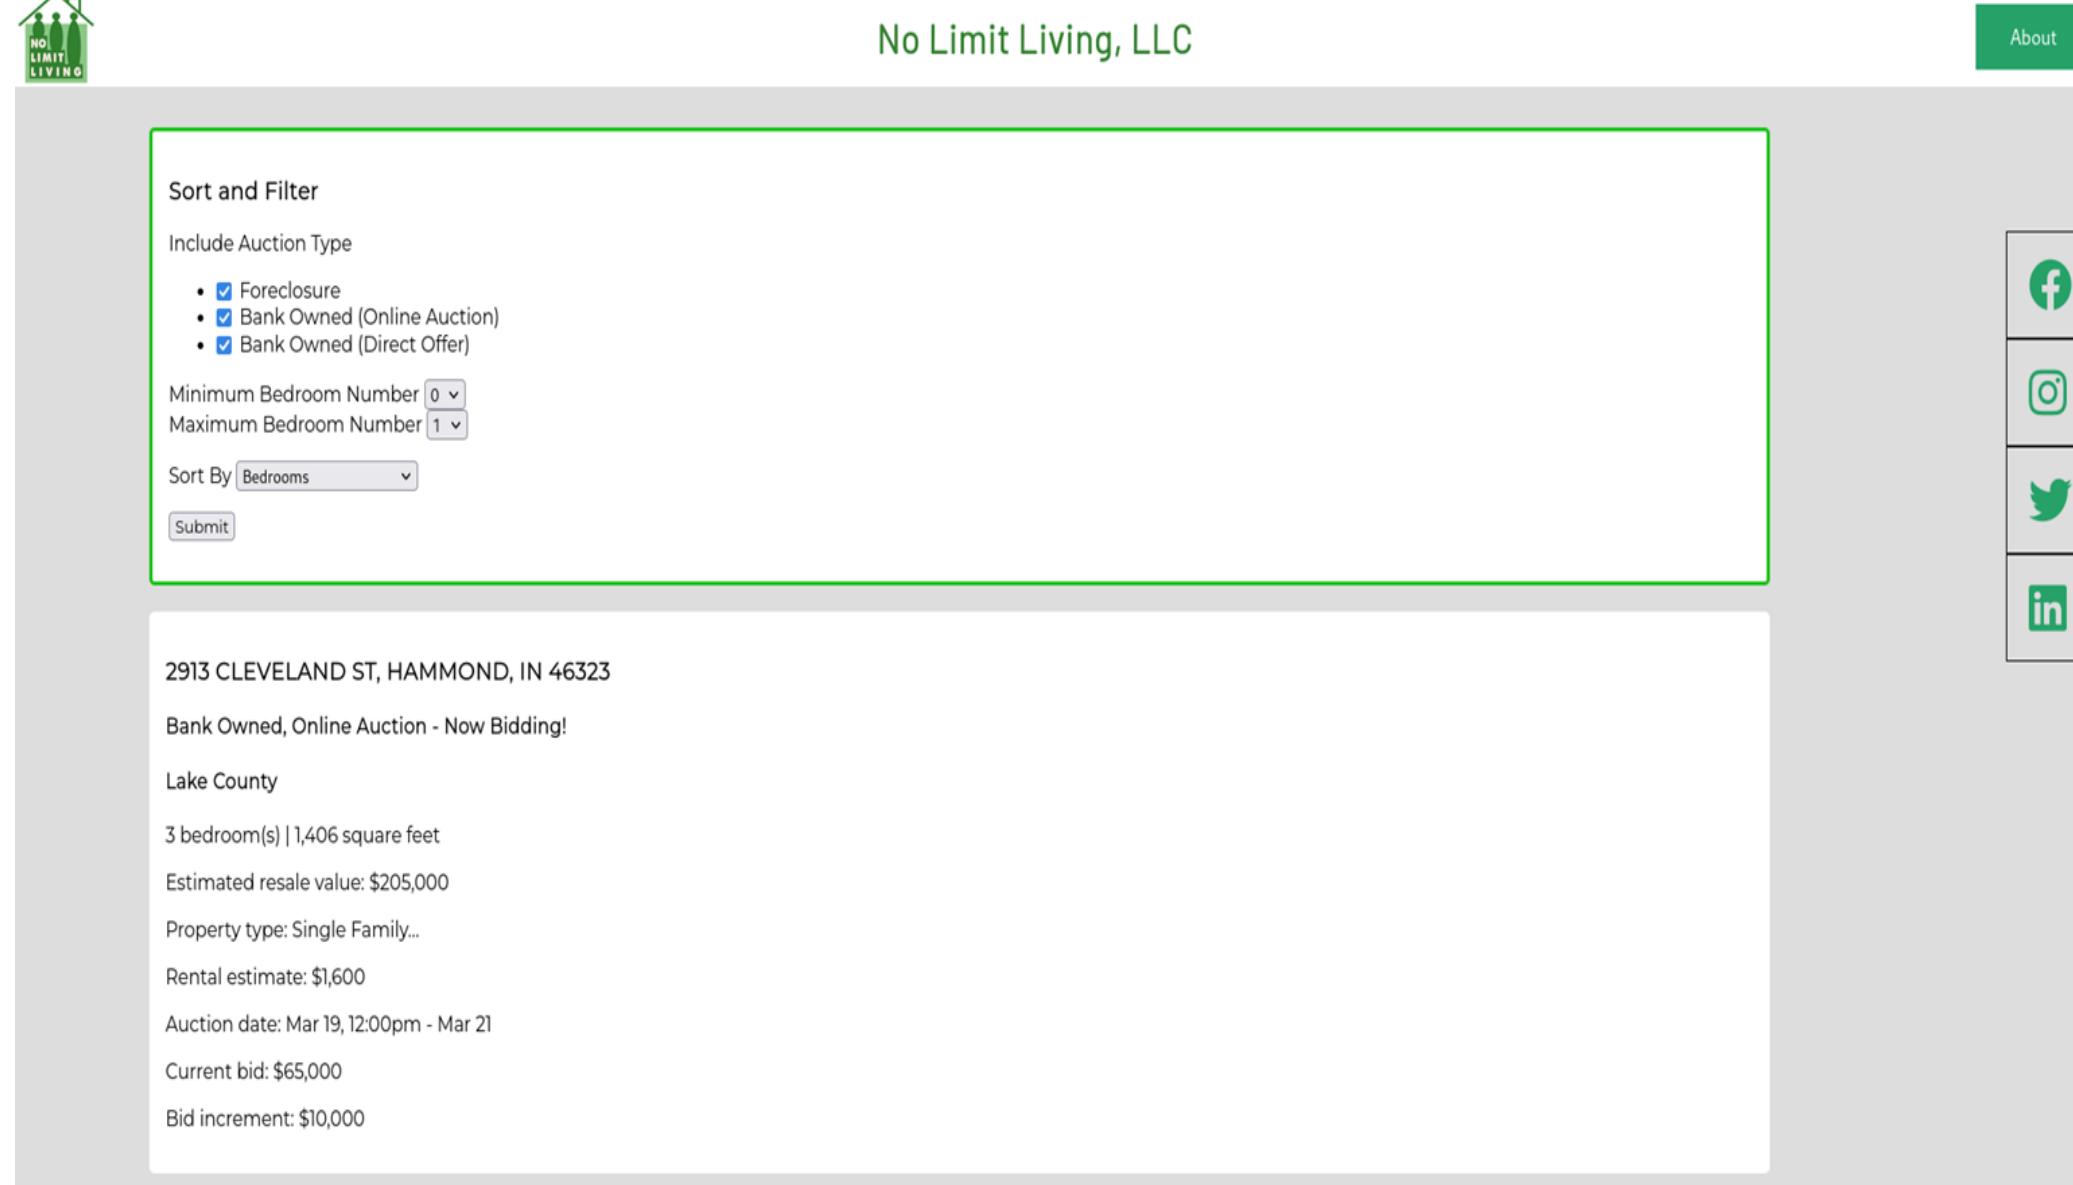 NO
LIMIT
LIVING
No Limit Living, LLC
About
Sort and Filter
Include Auction Type
Foreclosure
Bank Owned (Online Auction)
Bank Owned (Direct Offer)
Minimum Bedroom Number 0
Maximum Bedroom Number 1
Sort By Bedrooms
Submit
in
2913 CLEVELAND ST, HAMMOND, IN 46323
Bank Owned, Online Auction - Now Bidding!
Lake County
3 bedroom(s) | 1,406 square feet
Estimated resale value: $205,000
Property type: Single Family...
Rental estimate: $1,600
Auction date: Mar 19, 12:00pm - Mar 21
Current bid: $65,000
Bid increment: $10,000